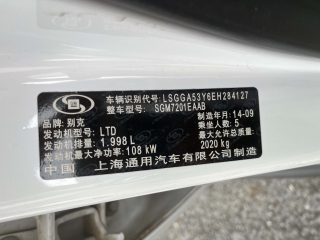 车辆识别代号: LSGGA53Y6EH284127
整车型号: SGM7201EAAB
品牌: 别克
制造年月: 14-09
发动机型号: LTD
乘坐人数: 5
发动机排量: 1.998 L
最大允许总质量:
发动机最大净功率: 108 kW
2020 kg
中国 上海通用汽车有限公司制造